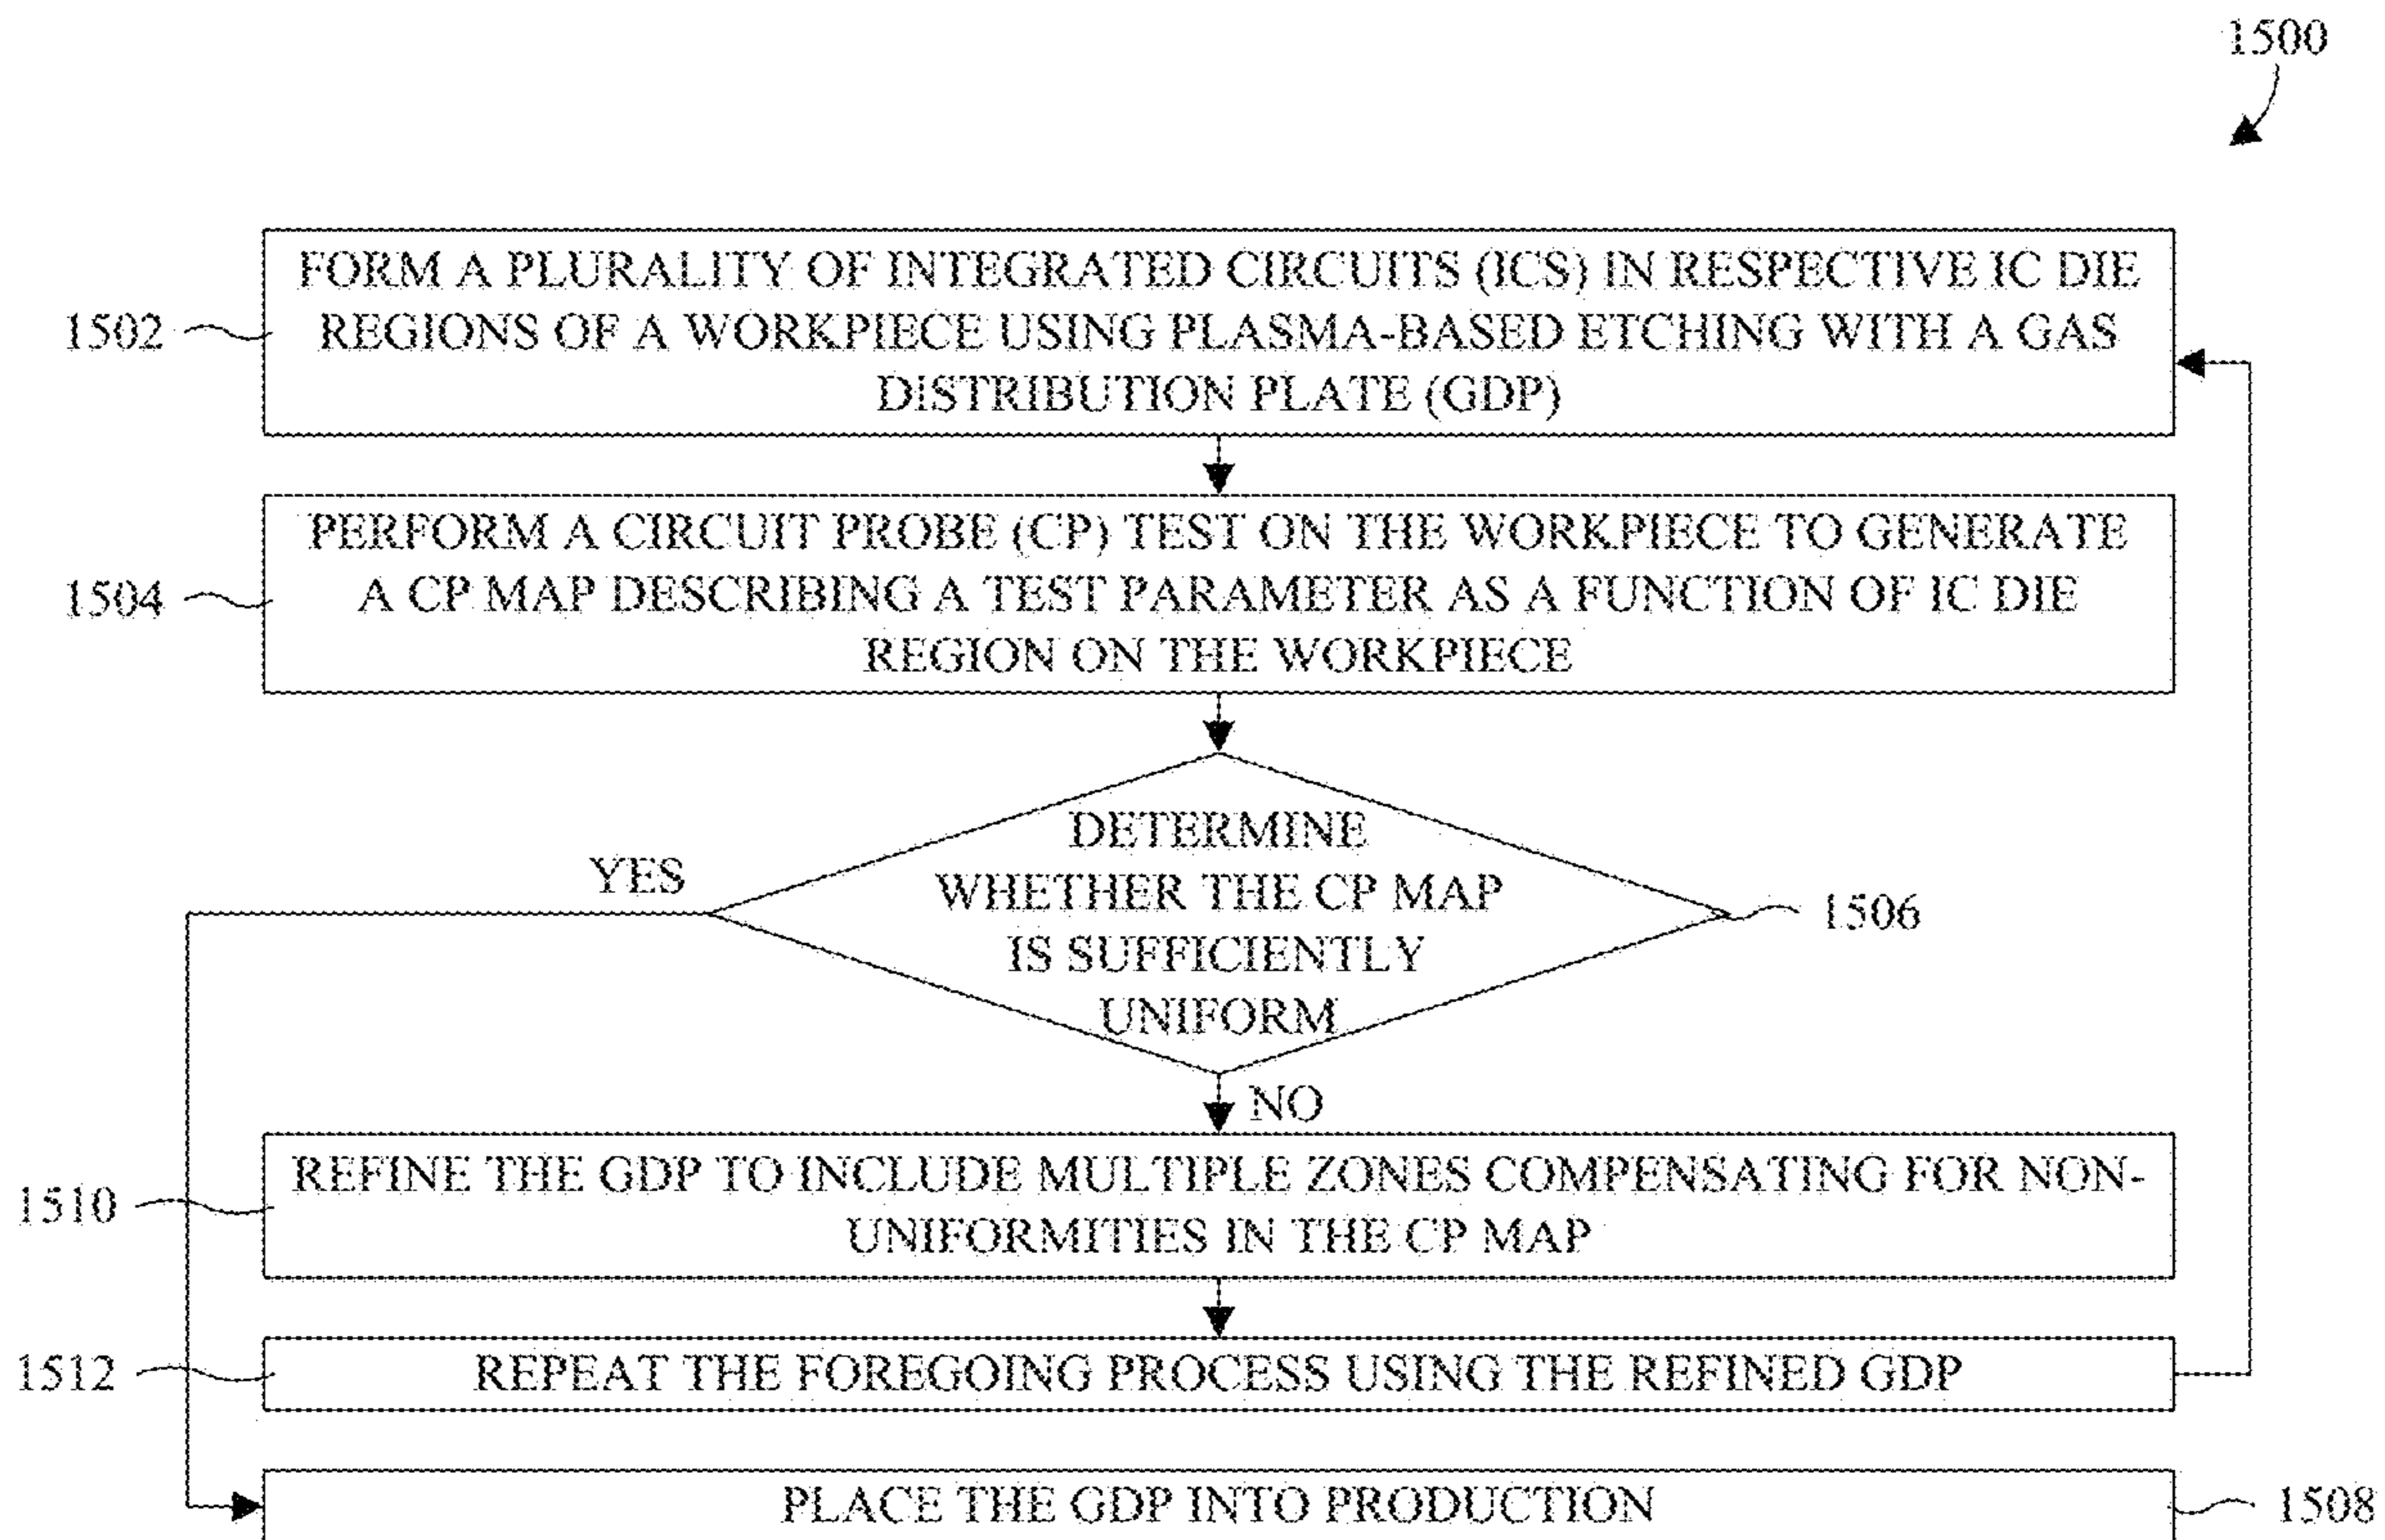 1500
FORM A PLURALITY OF INTEGRATED CIRCUITS (ICS) IN RESPECTIVE IC DIE
REGIONS OF A WORKPIECE USING PLASMA-BASED ETCHING WITH A GAS
DISTRIBUTION PLATE (GDP)
1502
PERFORM A CIRCUIT PROBE (CP) TEST ON THE WORKPIECE TO GENERATE
A CP MAP DESCRIBING A TEST PARAMETER AS A FUNCTION OF IC DIE
REGION ON THE WORKPIECE
1504
DETERMINE
WHETHER THE CP MAP
IS SUFFICIENTLY
UNIFORM
YES
1506
NO
REFINE THE GDP TO INCLUDE MULTIPLE ZONES COMPENSATING FOR NON-
UNIFORMITIES IN THE CP MAP
1510
REPEAT THE FOREGOING PROCESS USING THE REFINED GDP
1512
PLACE THE GDP INTO PRODUCTION
1508